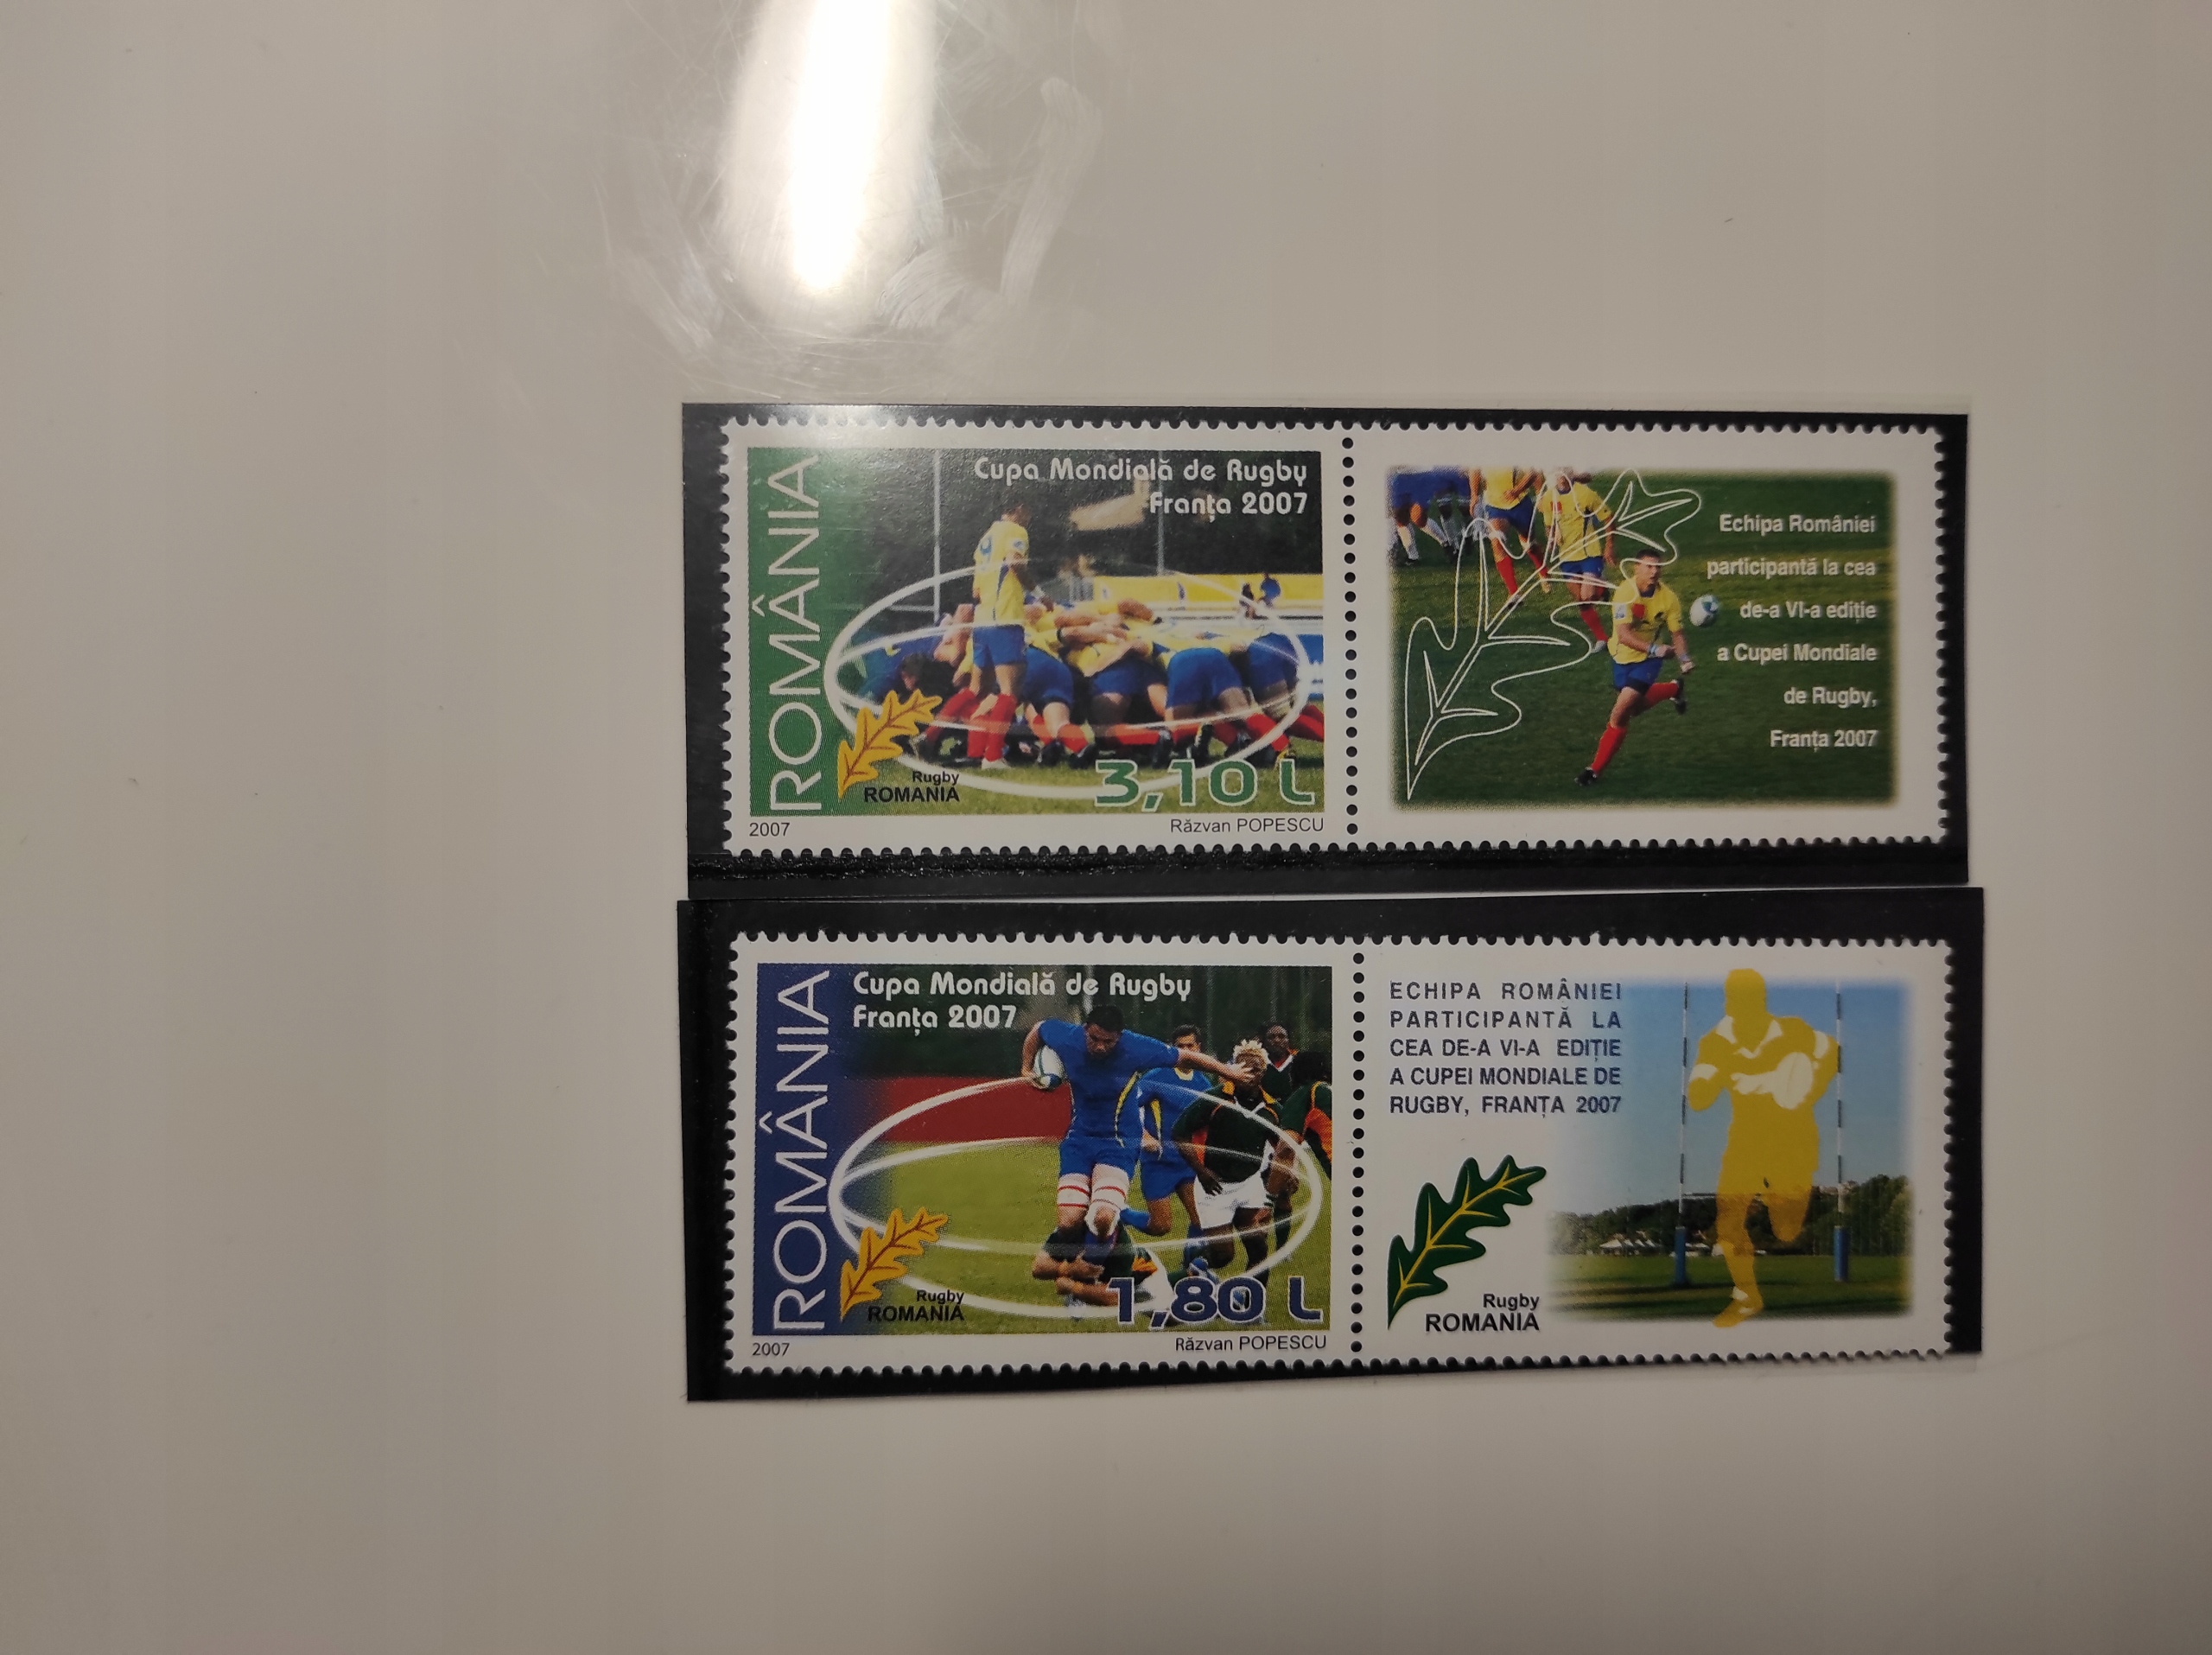 ROMÂNIA
Cupa Mondială de Rugby
Franța 2007
Rugby
ROMANIA
3,10 L
2007
Răzvan POPESCU
Echipa României
participantă la cea
de-a VI-a ediție
a Cupei Mondiale
de Rugby,
Franța 2007
ROMÂNIA
Cupa Mondială de Rugby
Franța 2007
Rugby
ROMANIA
1,80 L
2007
Răzvan POPESCU
ECHIPA ROMÂNIEI
PARTICIPANTĂ LA
CEA DE-A VI-A EDIȚIE
A CUPEI MONDIALE DE
RUGBY, FRANȚA 2007
Rugby
ROMANIA